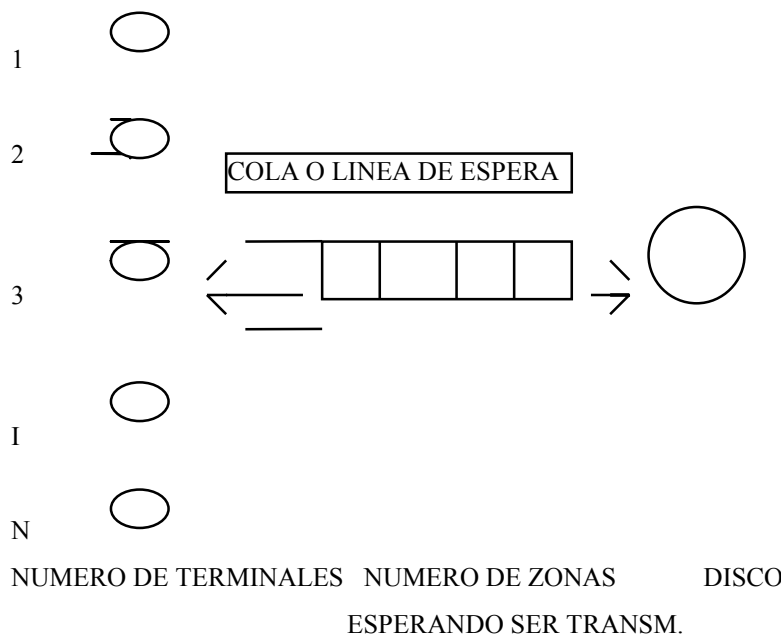 1
2
COLA O LINEA DE ESPERA
3
I
N
NUMERO DE TERMINALES NUMERO DE ZONAS DISCO
ESPERANDO SER TRANSM.